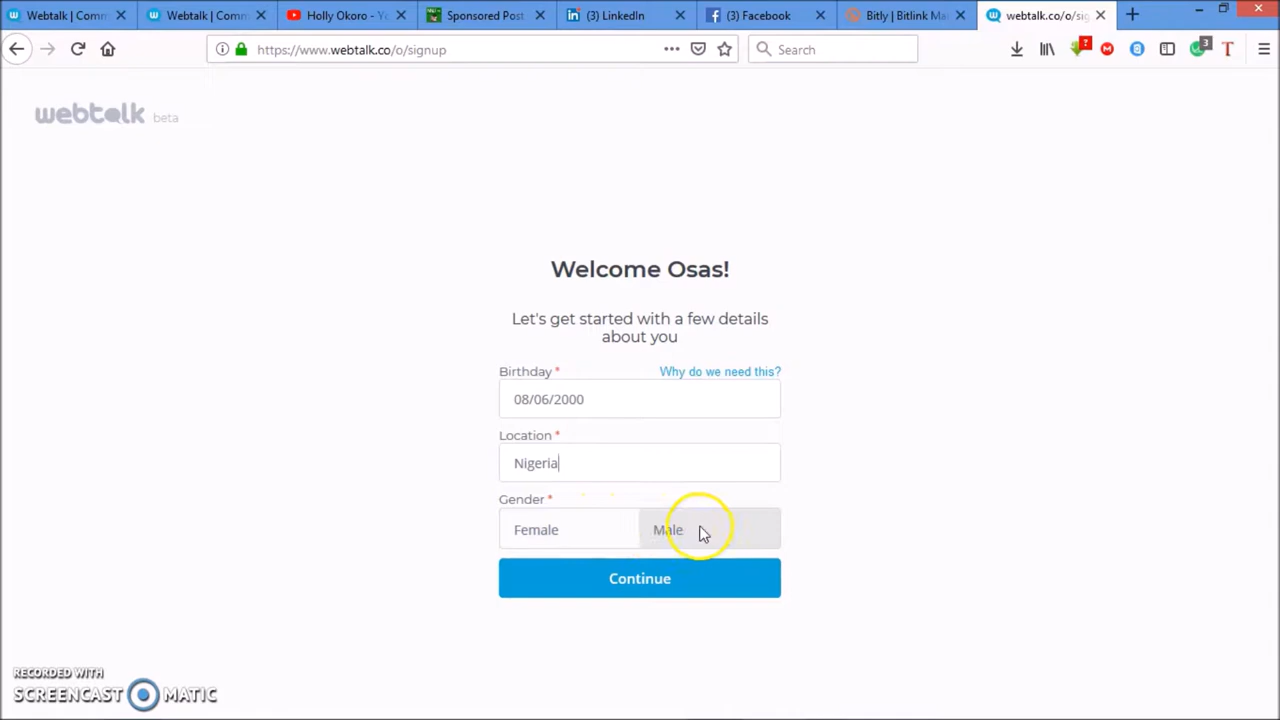 Webtalk | Comm
Webtalk | Comm
Holly Okoro - Yo
Sponsored Post
(3) LinkedIn
(3) Facebook
Bitly | Bitlink Ma
webtalk.co/o/sig
https://www.webtalk.co/o/signup
Search
?
3
webtalk beta
Welcome Osas!
Let's get started with a few details
about you
Birthday *
Why do we need this?
08/06/2000
Location *
Nigeria
Gender *
Female
Male
Continue
RECORDED WITH
SCREENCAST MATIC